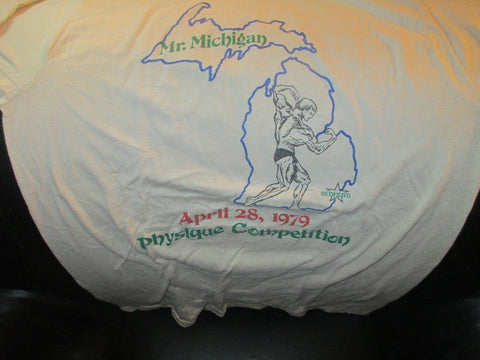 Mr. Michigan
April 28, 1979
Physique Competition